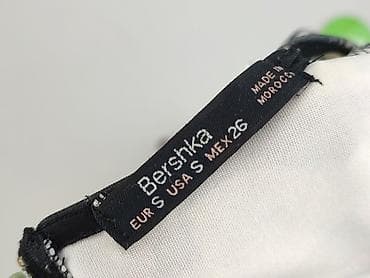 Bershka
EUR S USA S MEX 26
MADE IN
MOROCCO